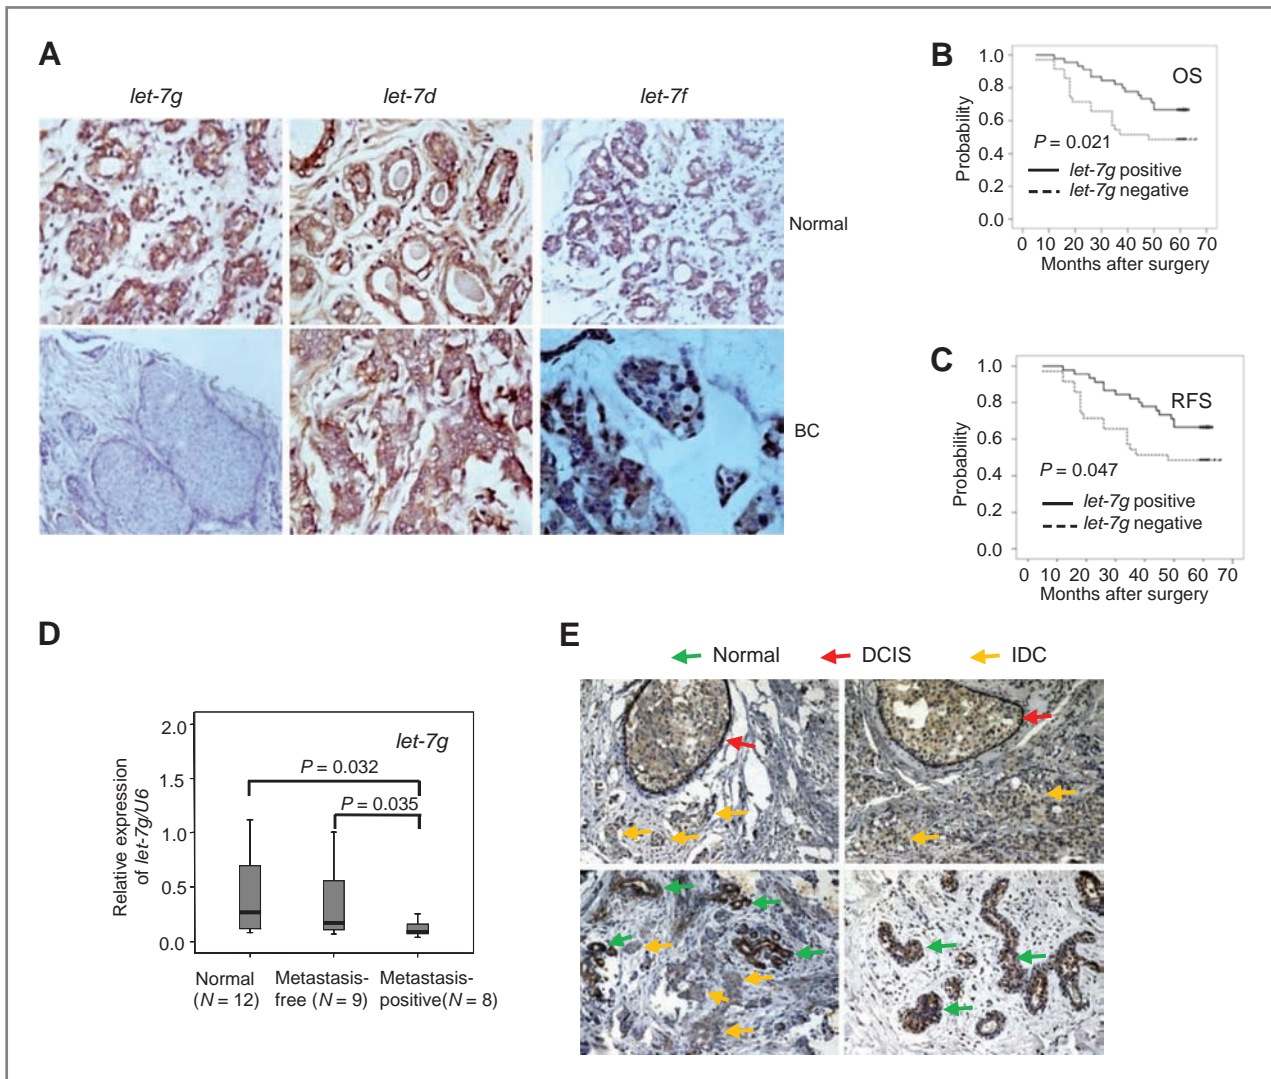 A
let-7g let-7d let-7f
Normal
BC
B
1.0
0.8
0.6
0.4
0.2
0.0
Probability
OS
P = 0.021
let-7g positive
let-7g negative
0 10 20 30 40 50 60 70
Months after surgery
C
1.0
0.8
0.6
0.4
0.2
0.0
Probability
RFS
P = 0.047
let-7g positive
let-7g negative
0 10 20 30 40 50 60 70
Months after surgery
D
2.0
1.5
1.0
0.5
0.0
Relative expression
of let-7g/U6
let-7g
P = 0.032
P = 0.035
Normal Metastasis- Metastasis-
(N = 12) free (N = 9) positive(N = 8)
E
Normal DCIS IDC